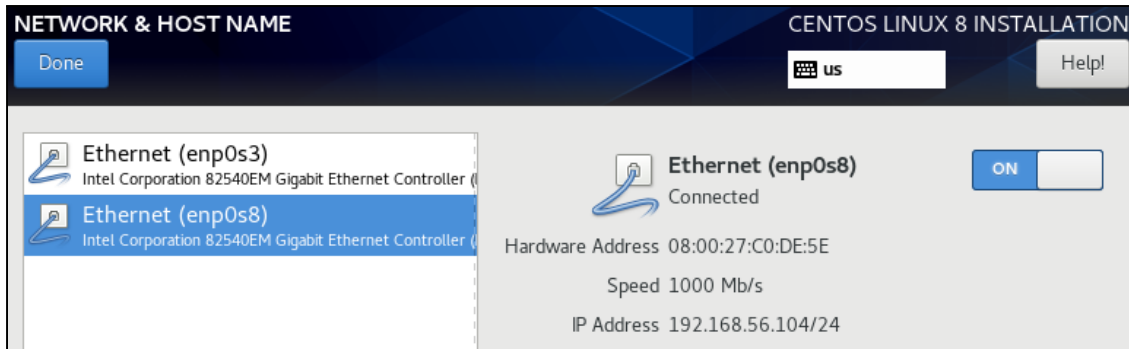 NETWORK & HOST NAME
CENTOS LINUX 8 INSTALLATION
Done
us
Help!
Ethernet (enp0s3)
Intel Corporation 82540EM Gigabit Ethernet Controller (
Ethernet (enp0s8)
Intel Corporation 82540EM Gigabit Ethernet Controller (
Ethernet (enp0s8)
ON
Connected
Hardware Address 08:00:27:C0:DE:5E
Speed 1000 Mb/s
IP Address 192.168.56.104/24